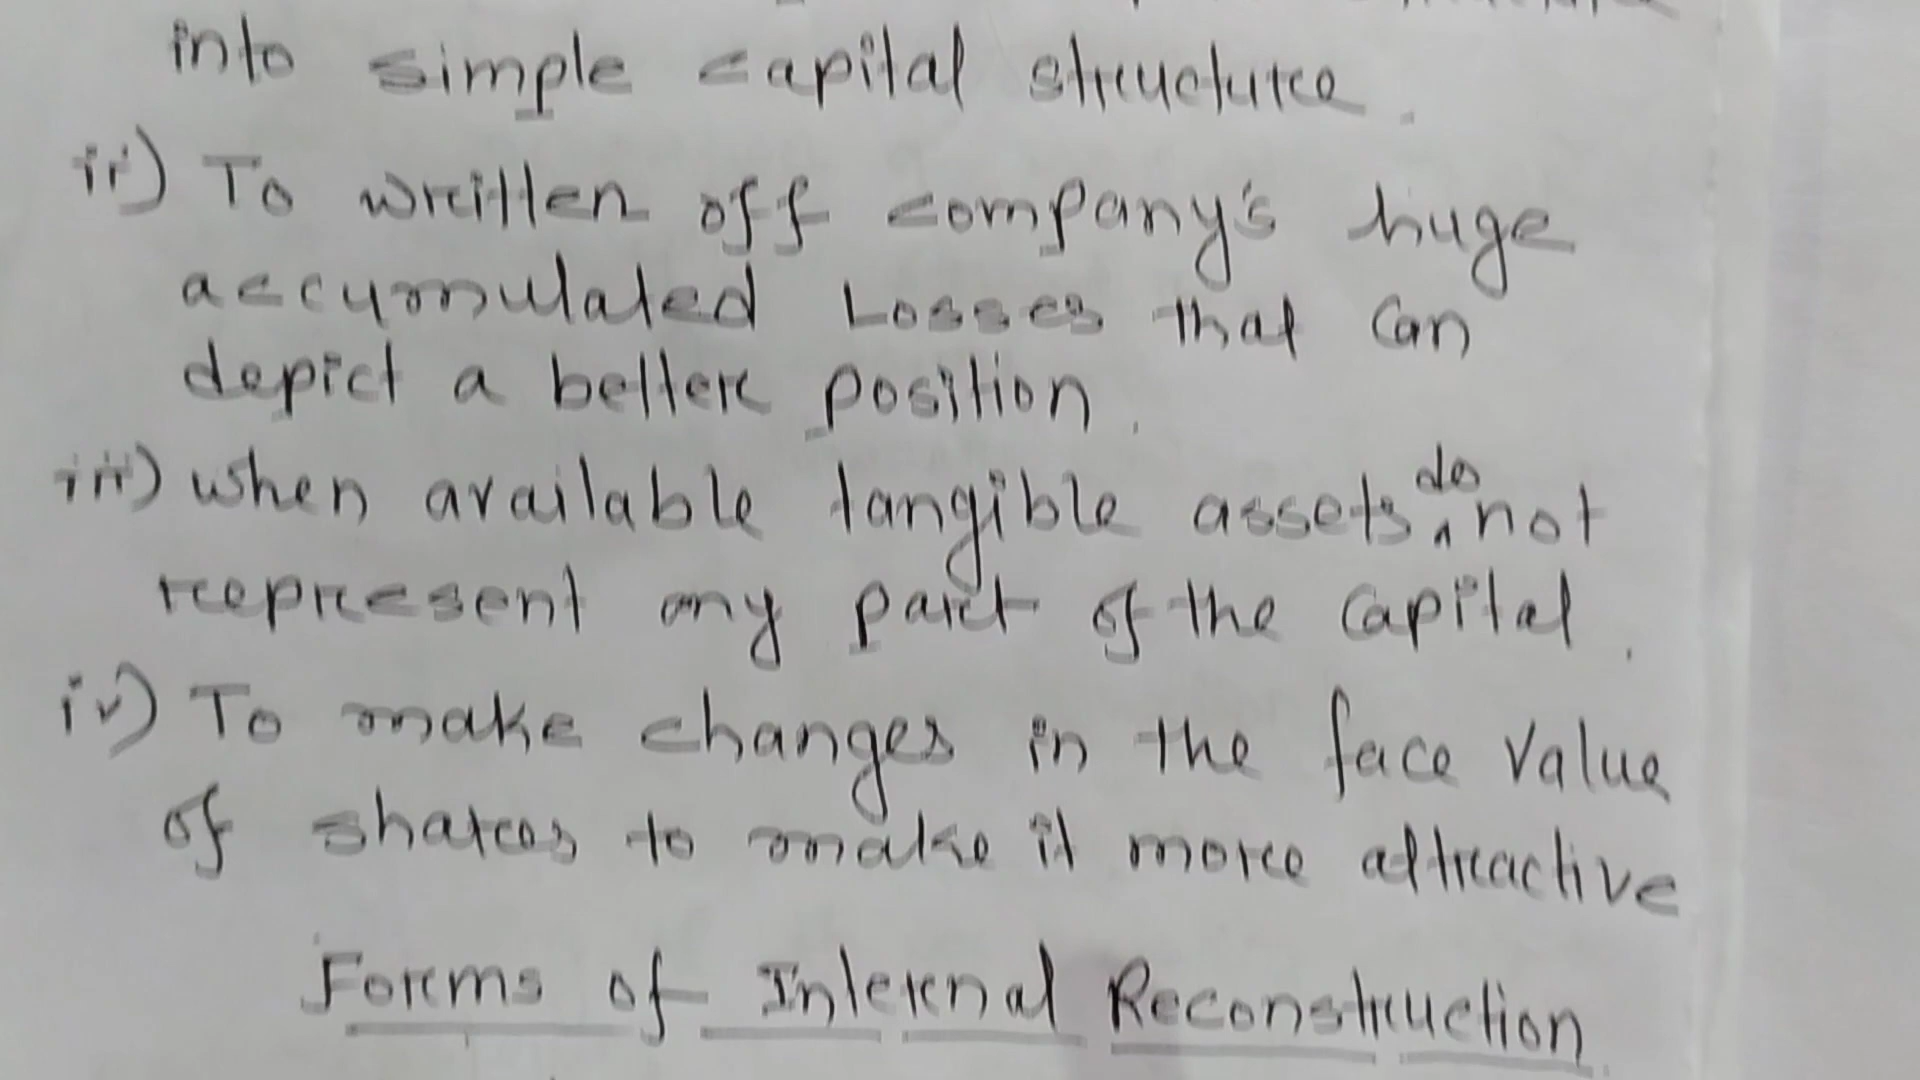 into simple capital structure.
ii) To written off company's huge
accumulated Losses that can
depict a better position.
iii) when available tangible assets do not
represent any part of the capital.
iv) To make changes in the face value
of shares to make it more attractive
Forms of Internal Reconstruction